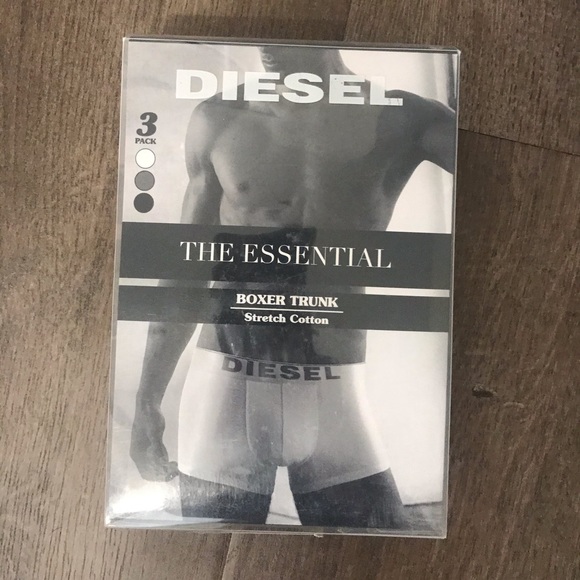 DIESEL
3
PACK
THE ESSENTIAL
BOXER TRUNK
Stretch Cotton
DIESEL